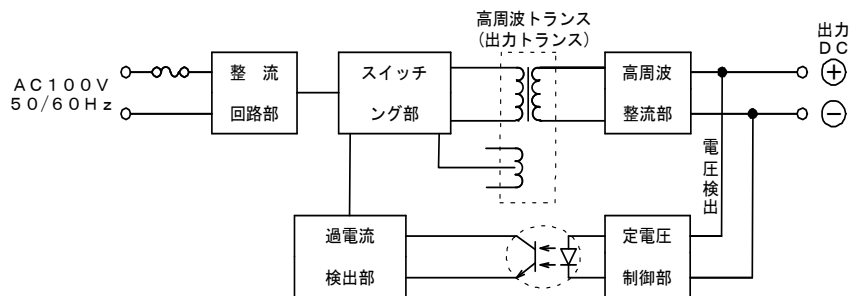 高周波トランス
（出力トランス）
出力
ＤＣ
＋
－
ＡＣ１００Ｖ
５０/６０Ｈｚ
整　流
回路部
スイッチ
ング部
高周波
整流部
電圧検出
過電流
検出部
定電圧
制御部